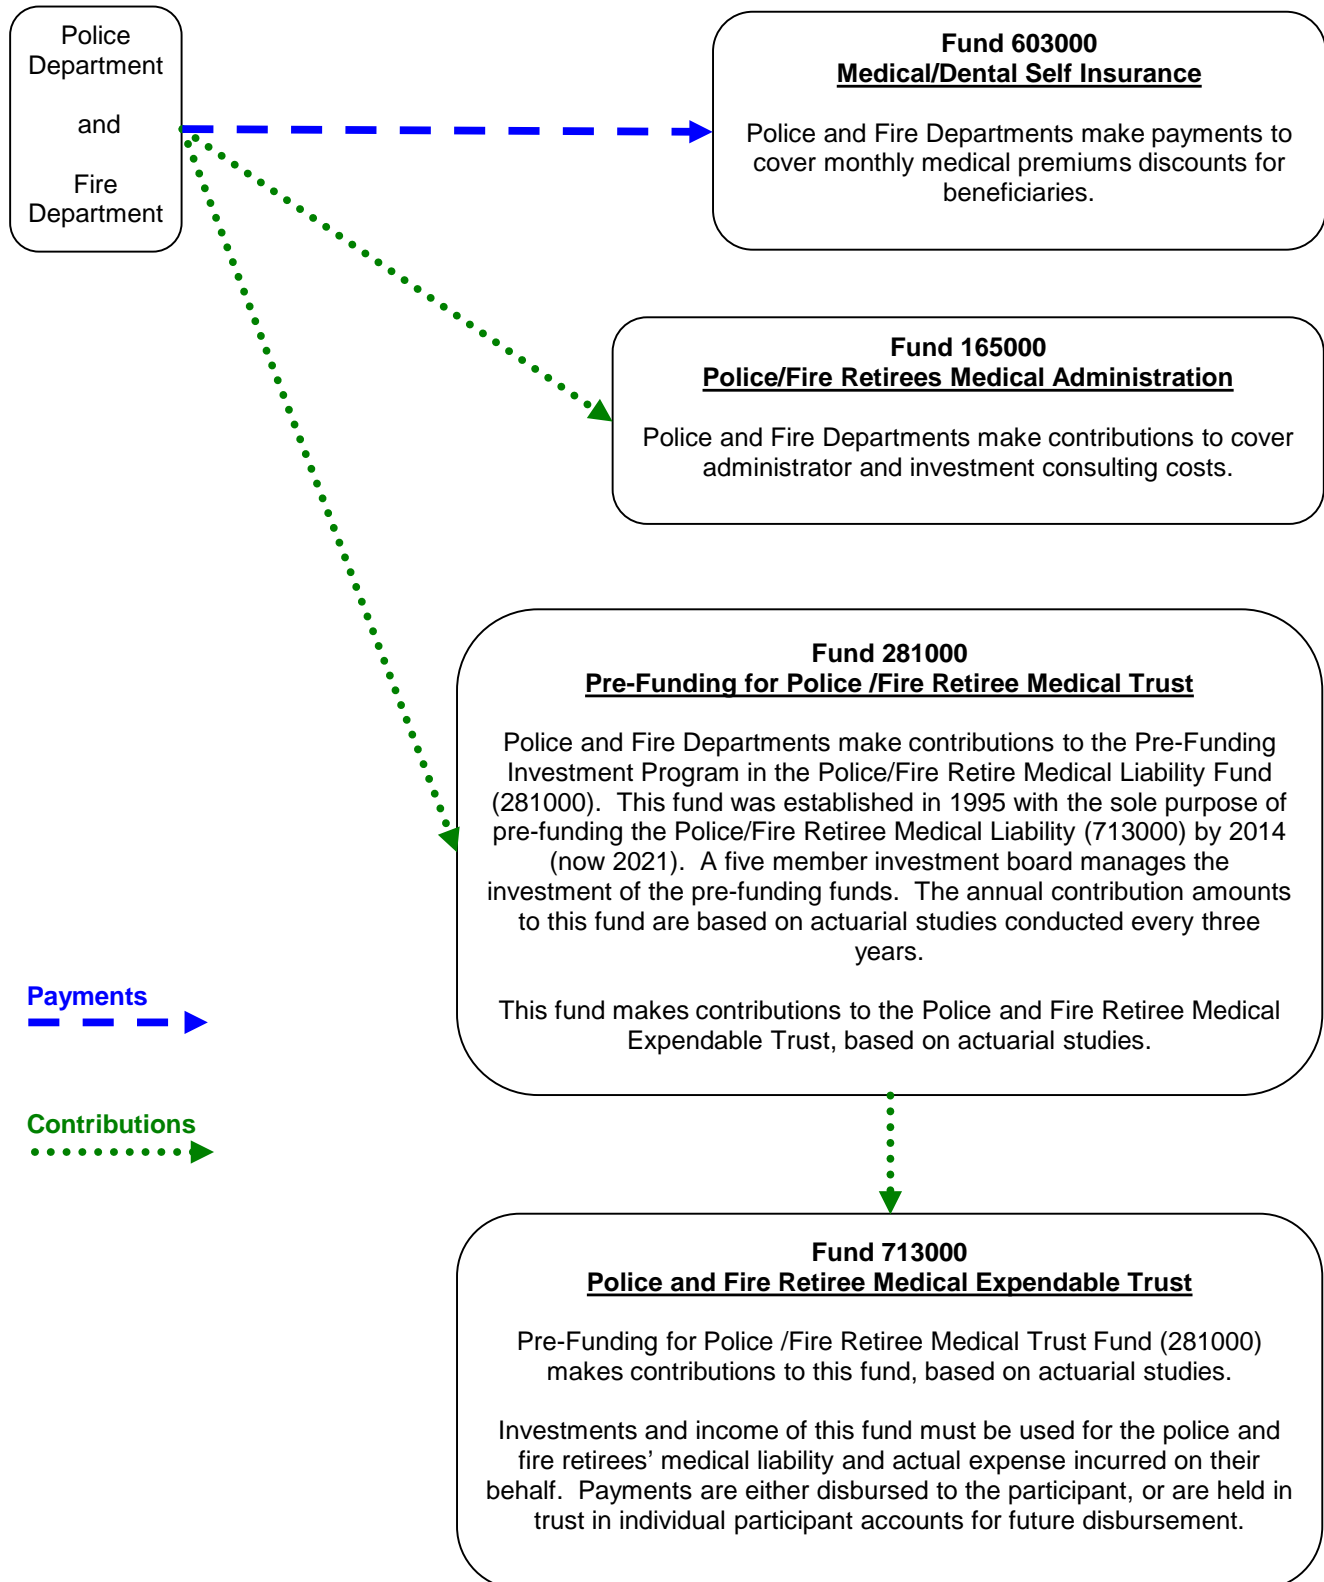 Police
Department
and
Fire
Department
Fund 603000
Medical/Dental Self Insurance
Police and Fire Departments make payments to
cover monthly medical premiums discounts for
beneficiaries.
Fund 165000
Police/Fire Retirees Medical Administration
Police and Fire Departments make contributions to cover
administrator and investment consulting costs.
Fund 281000
Pre-Funding for Police /Fire Retiree Medical Trust
Police and Fire Departments make contributions to the Pre-Funding
Investment Program in the Police/Fire Retire Medical Liability Fund
(281000).  This fund was established in 1995 with the sole purpose of
pre-funding the Police/Fire Retiree Medical Liability (713000) by 2014
(now 2021).  A five member investment board manages the
investment of the pre-funding funds.  The annual contribution amounts
to this fund are based on actuarial studies conducted every three
years.
This fund makes contributions to the Police and Fire Retiree Medical
Expendable Trust, based on actuarial studies.
Payments
Contributions
Fund 713000
Police and Fire Retiree Medical Expendable Trust
Pre-Funding for Police /Fire Retiree Medical Trust Fund (281000)
makes contributions to this fund, based on actuarial studies.
Investments and income of this fund must be used for the police and
fire retirees’ medical liability and actual expense incurred on their
behalf.  Payments are either disbursed to the participant, or are held in
trust in individual participant accounts for future disbursement.